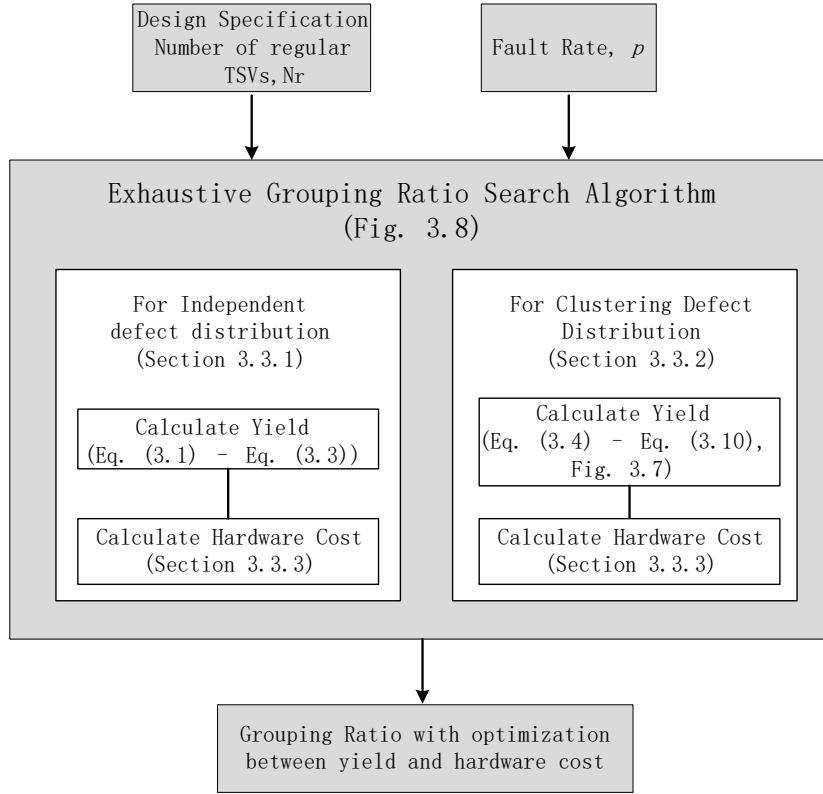 Design Specification
Number of regular
TSVs,Nr
Fault Rate, p
Exhaustive Grouping Ratio Search Algorithm
(Fig. 3.8)
For Independent
defect distribution
(Section 3.3.1)
Calculate Yield
(Eq. (3.1) - Eq. (3.3))
Calculate Hardware Cost
(Section 3.3.3)
For Clustering Defect
Distribution
(Section 3.3.2)
Calculate Yield
(Eq. (3.4) - Eq. (3.10),
Fig. 3.7)
Calculate Hardware Cost
(Section 3.3.3)
Grouping Ratio with optimization
between yield and hardware cost